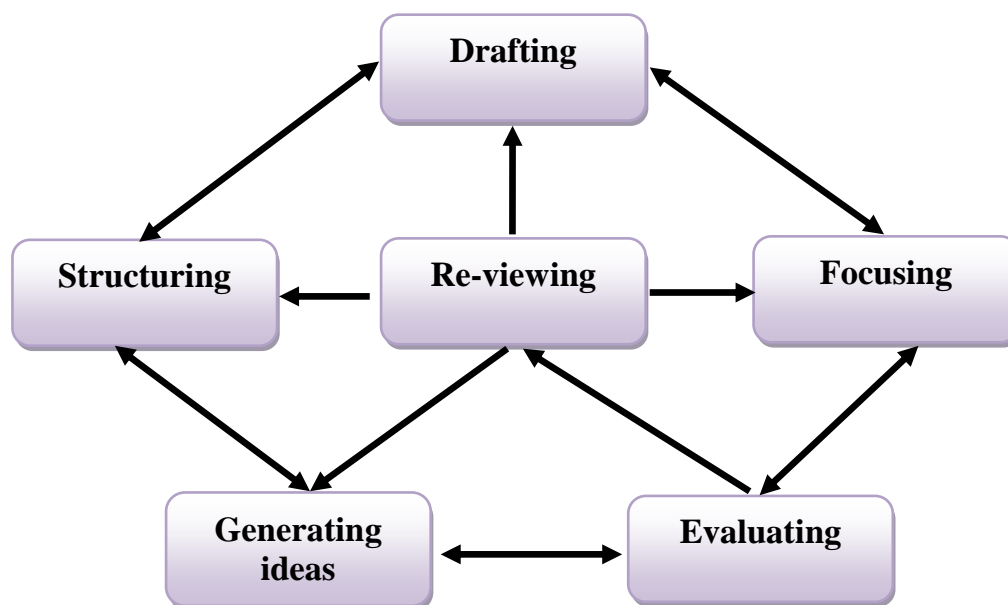 Drafting
Structuring
Re-viewing
Focusing
Generating
ideas
Evaluating